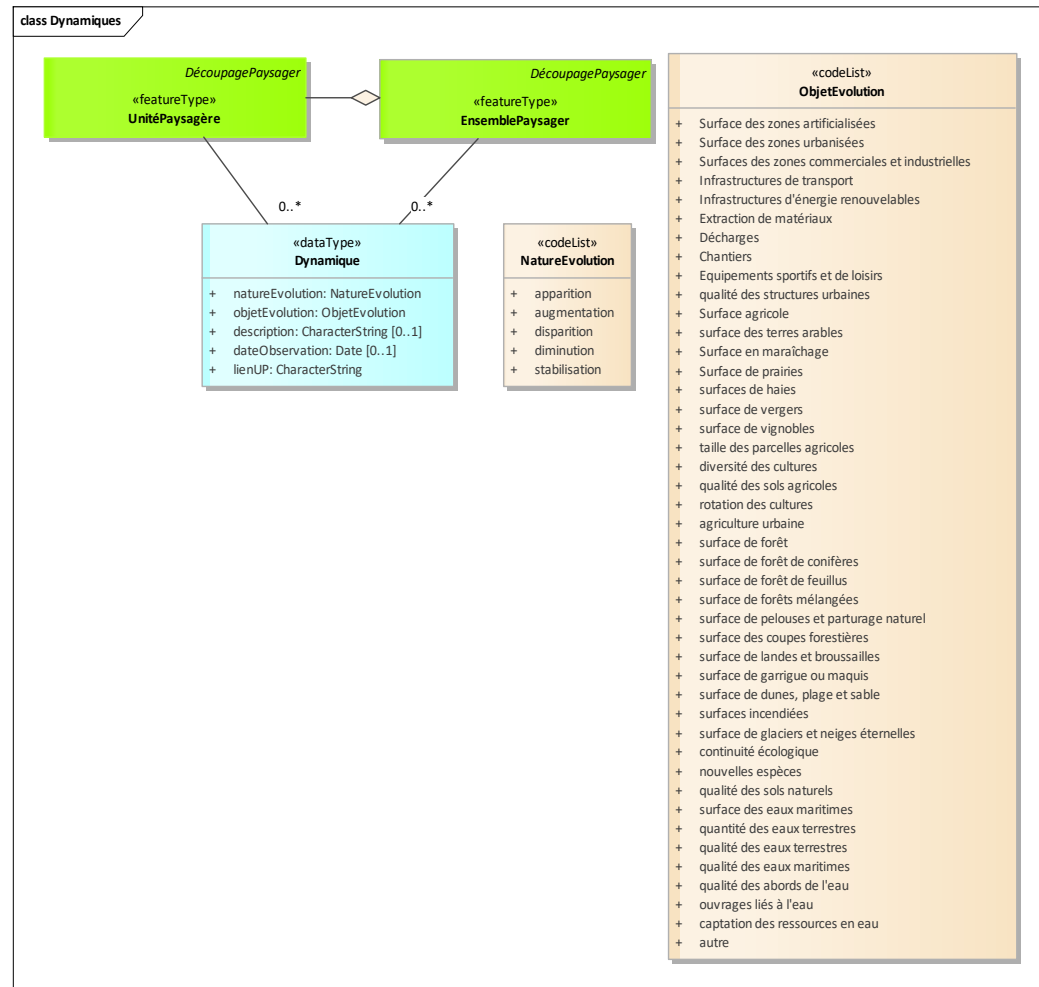 class Dynamiques
DécoupagePaysager
«featureType»
UnitéPaysagère
DécoupagePaysager
«featureType»
EnsemblePaysager
0..*
0..*
«dataType»
Dynamique
+ natureEvolution: NatureEvolution
+ objetEvolution: ObjetEvolution
+ description: CharacterString [0..1]
+ dateObservation: Date [0..1]
+ lienUP: CharacterString
«codeList»
NatureEvolution
+ apparition
+ augmentation
+ disparition
+ diminution
+ stabilisation
«codeList»
ObjetEvolution
+ Surface des zones artificialisées
+ Surface des zones urbanisées
+ Surfaces des zones commerciales et industrielles
+ Infrastructures de transport
+ Infrastructures d'énergie renouvelables
+ Extraction de matériaux
+ Décharges
+ Chantiers
+ Equipements sportifs et de loisirs
+ qualité des structures urbaines
+ Surface agricole
+ surface des terres arables
+ Surface en maraîchage
+ Surface de prairies
+ surfaces de haies
+ surface de vergers
+ surface de vignobles
+ taille des parcelles agricoles
+ diversité des cultures
+ qualité des sols agricoles
+ rotation des cultures
+ agriculture urbaine
+ surface de forêt
+ surface de forêt de conifères
+ surface de forêt de feuillus
+ surface de forêts mélangées
+ surface de pelouses et parturage naturel
+ surface des coupes forestières
+ surface de landes et broussailles
+ surface de garrigue ou maquis
+ surface de dunes, plage et sable
+ surfaces incendiées
+ surface de glaciers et neiges éternelles
+ continuité écologique
+ nouvelles espèces
+ qualité des sols naturels
+ surface des eaux maritimes
+ quantité des eaux terrestres
+ qualité des eaux terrestres
+ qualité des eaux maritimes
+ qualité des abords de l'eau
+ ouvrages liés à l'eau
+ captation des ressources en eau
+ autre